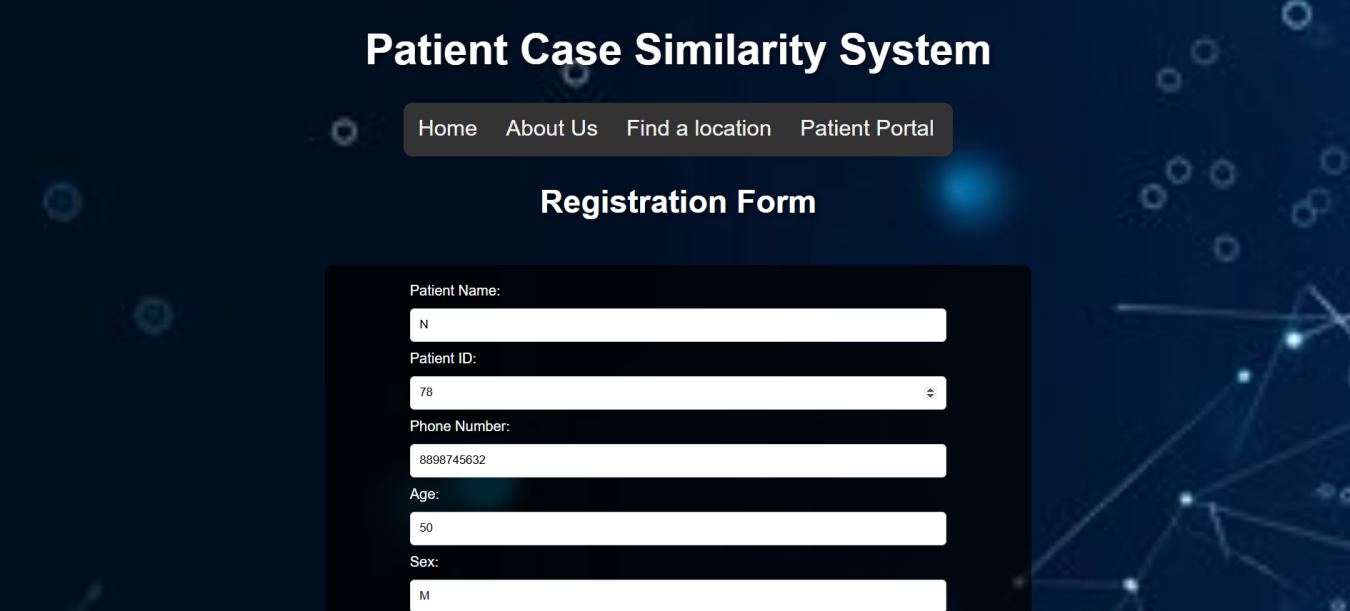 Patient Case Similarity System
Home About Us Find a location Patient Portal
Registration Form
Patient Name:
N
Patient ID:
78
Phone Number:
8898745632
Age:
50
Sex:
M